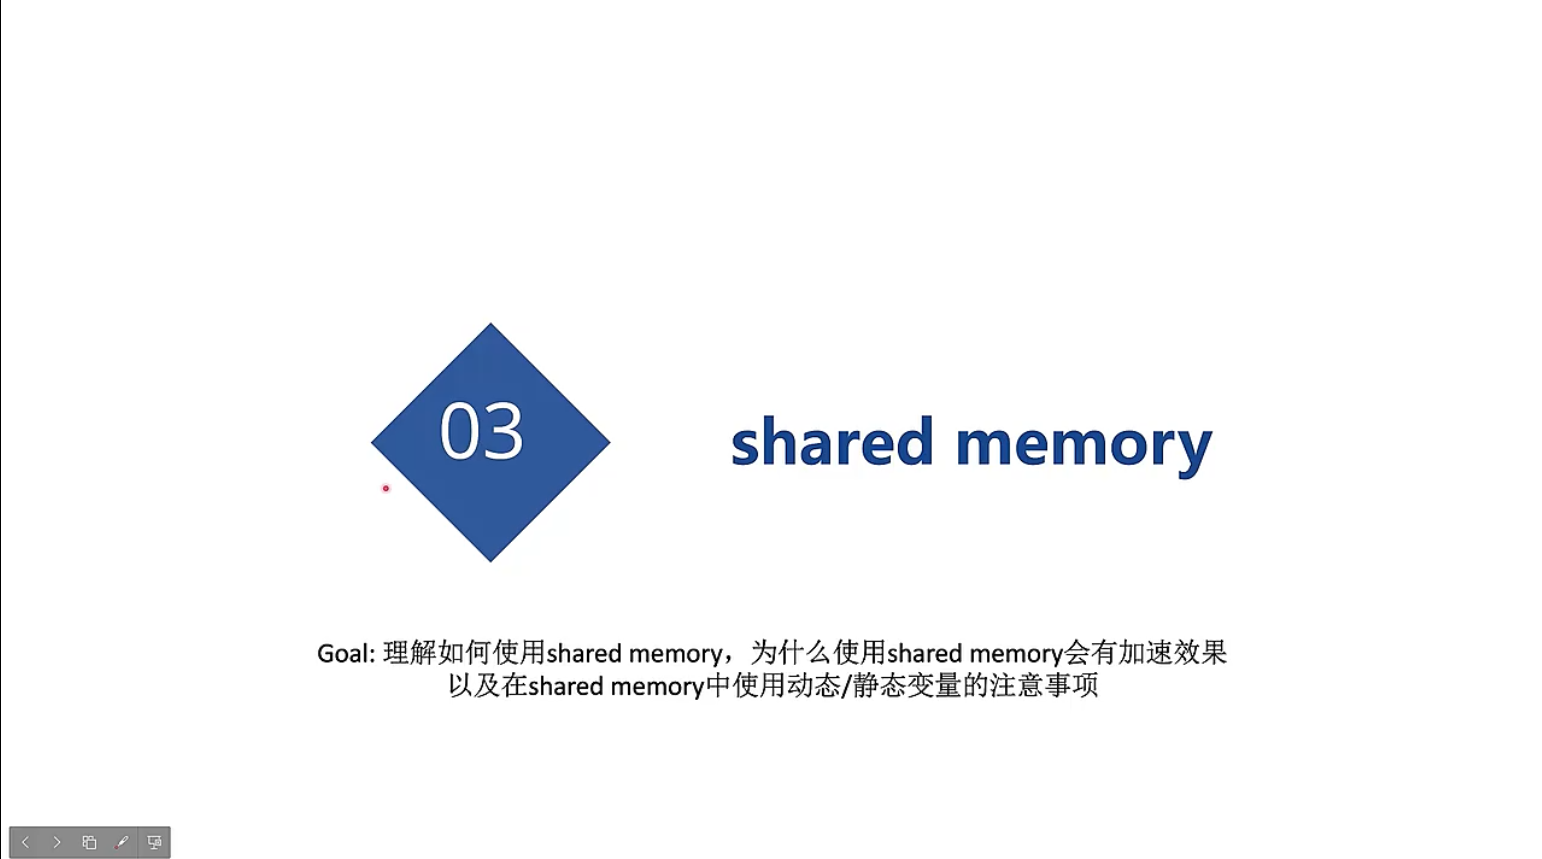 03
shared memory
Goal: 理解如何使用shared memory，为什么使用shared memory会有加速效果
以及在shared memory中使用动态/静态变量的注意事项